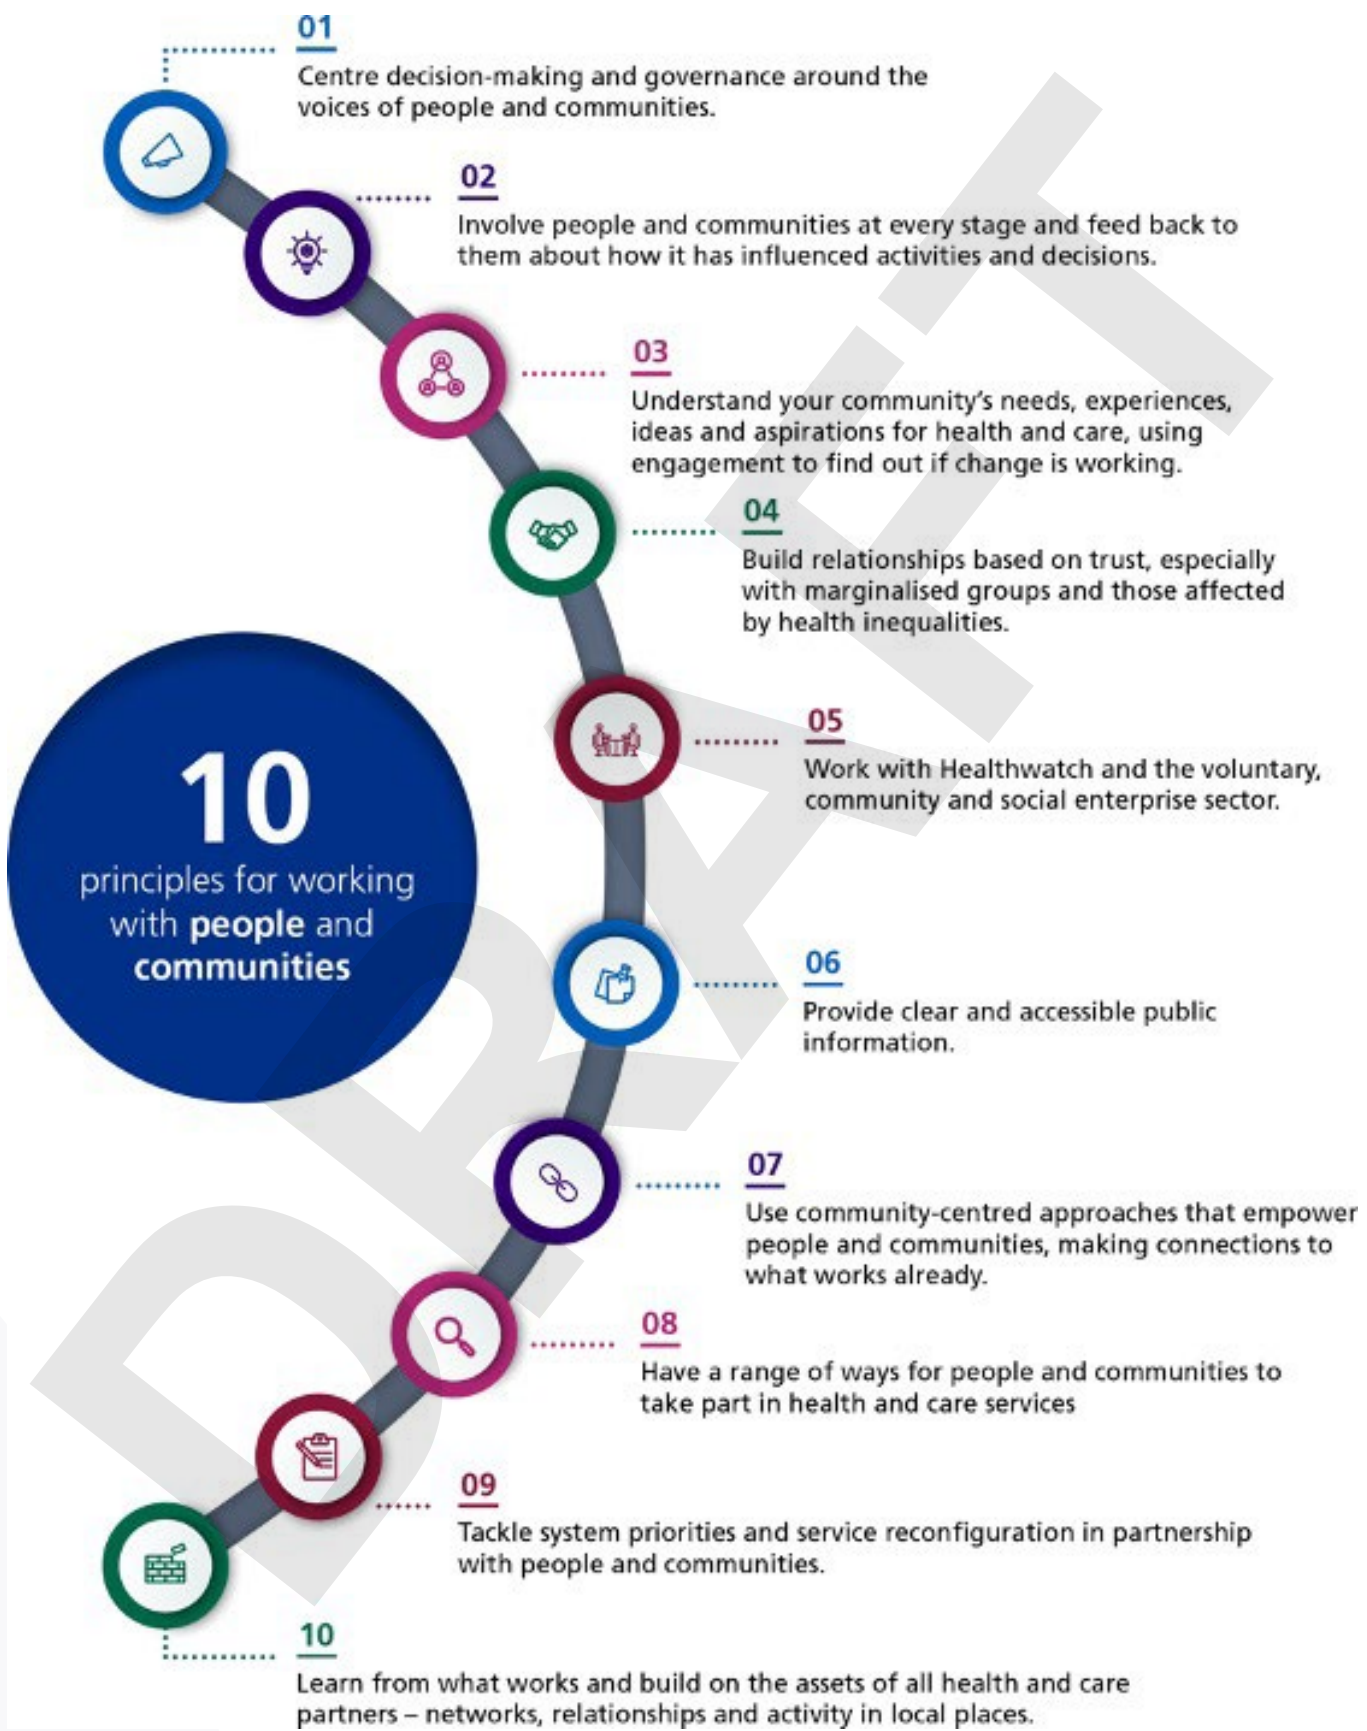 01
Centre decision-making and governance around the
voices of people and communities.
02
Involve people and communities at every stage and feed back to
them about how it has influenced activities and decisions.
03
Understand your community’s needs, experiences,
ideas and aspirations for health and care, using
engagement to find out if change is working.
04
Build relationships based on trust, especially
with marginalised groups and those affected
by health inequalities.
05
Work with Healthwatch and the voluntary,
community and social enterprise sector.
10
principles for working
with people and
communities
06
Provide clear and accessible public
information.
07
Use community-centred approaches that empower
people and communities, making connections to
what works already.
08
Have a range of ways for people and communities to
take part in health and care services
09
Tackle system priorities and service reconfiguration in partnership
with people and communities.
10
Learn from what works and build on the assets of all health and care
partners – networks, relationships and activity in local places.
DRAFT